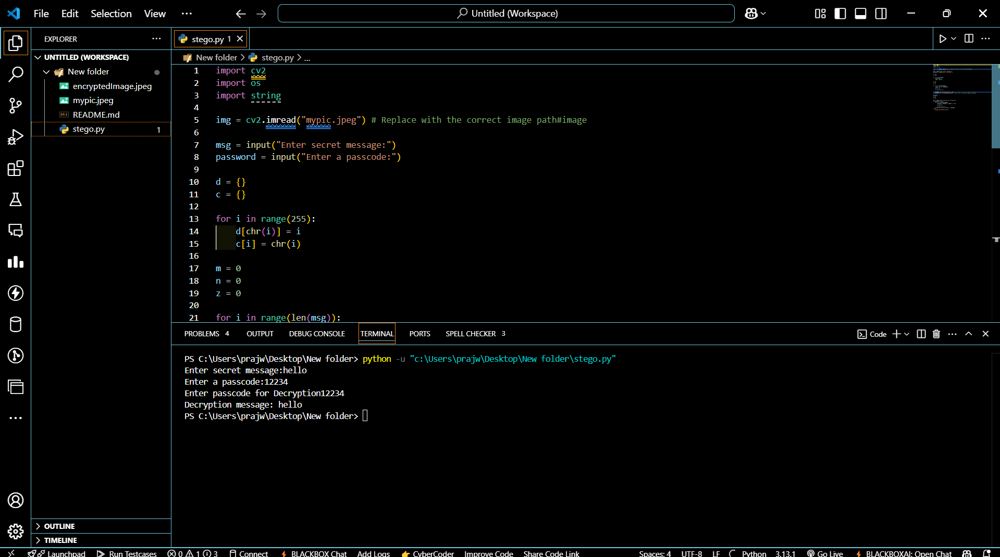 File Edit Selection View ··· Untitled (Workspace)
EXPLORER ···
stego.py 1
UNTITLED (WORKSPACE)
New folder
encryptedImage.jpeg
mypic.jpeg
README.md
stego.py 1
New folder > stego.py > ...
1 import cv2
2 import os
3 import string
4
5 img = cv2.imread("mypic.jpeg") # Replace with the correct image path#image
6
7 msg = input("Enter secret message:")
8 password = input("Enter a passcode:")
9
10 d = {}
11 c = {}
12
13 for i in range(255):
14 d[chr(i)] = i
15 c[i] = chr(i)
16
17 m = 0
18 n = 0
19 z = 0
20
21 for i in range(len(msg)):
PROBLEMS 4 OUTPUT DEBUG CONSOLE TERMINAL PORTS SPELL CHECKER 3 Code
PS C:\Users\prajw\Desktop\New folder> python -u "c:\Users\prajw\Desktop\New folder\stego.py"
Enter secret message:hello
Enter a passcode:12234
Enter passcode for Decryption12234
Decryption message: hello
PS C:\Users\prajw\Desktop\New folder>
OUTLINE
TIMELINE
Launchpad Run Testcases 0 1 3 Connect BLACKBOX Chat Add Logs CyberCoder Improve Code Share Code Link Spaces: 4 UTF-8 LF Python 3.13.1 Go Live BLACKBOXAI: Open Chat